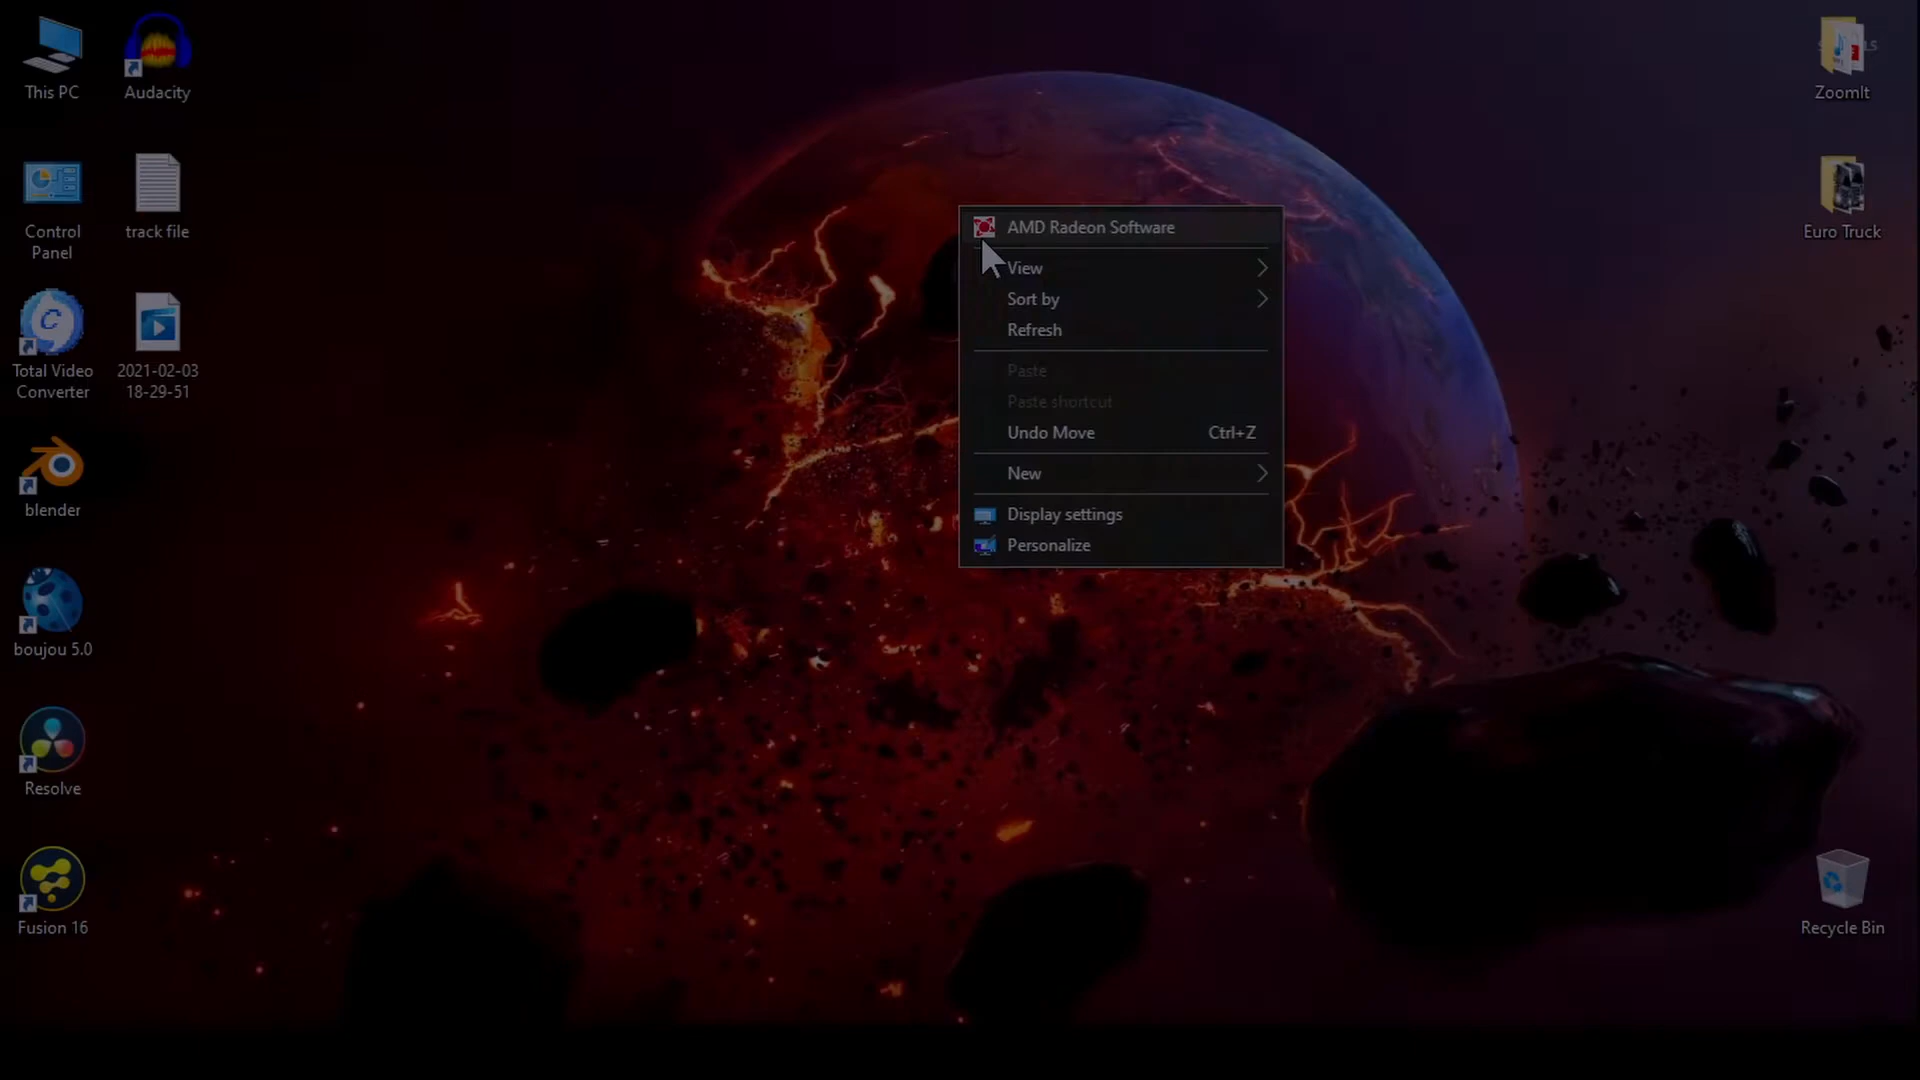 This PC
Audacity
Control
Panel
track file
Total Video
Converter
2021-02-03
18-29-51
blender
boujou 5.0
Resolve
Fusion 16
AMD Radeon Software
View
Sort by
Refresh
Paste
Paste shortcut
Undo Move Ctrl+Z
New
Display settings
Personalize
ZoomIt
Euro Truck
Recycle Bin